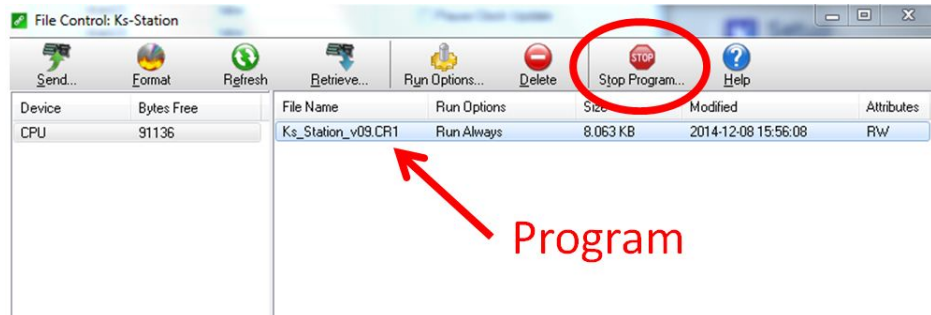 File Control: Ks-Station
Send... Format Refresh Retrieve... Run Options... Delete Stop Program... Help
Device Bytes Free File Name Run Options Size Modified Attributes
CPU 91136 Ks_Station_v09.CR1 Run Always 8.063 KB 2014-12-08 15:56:08 RW
STOP
Program